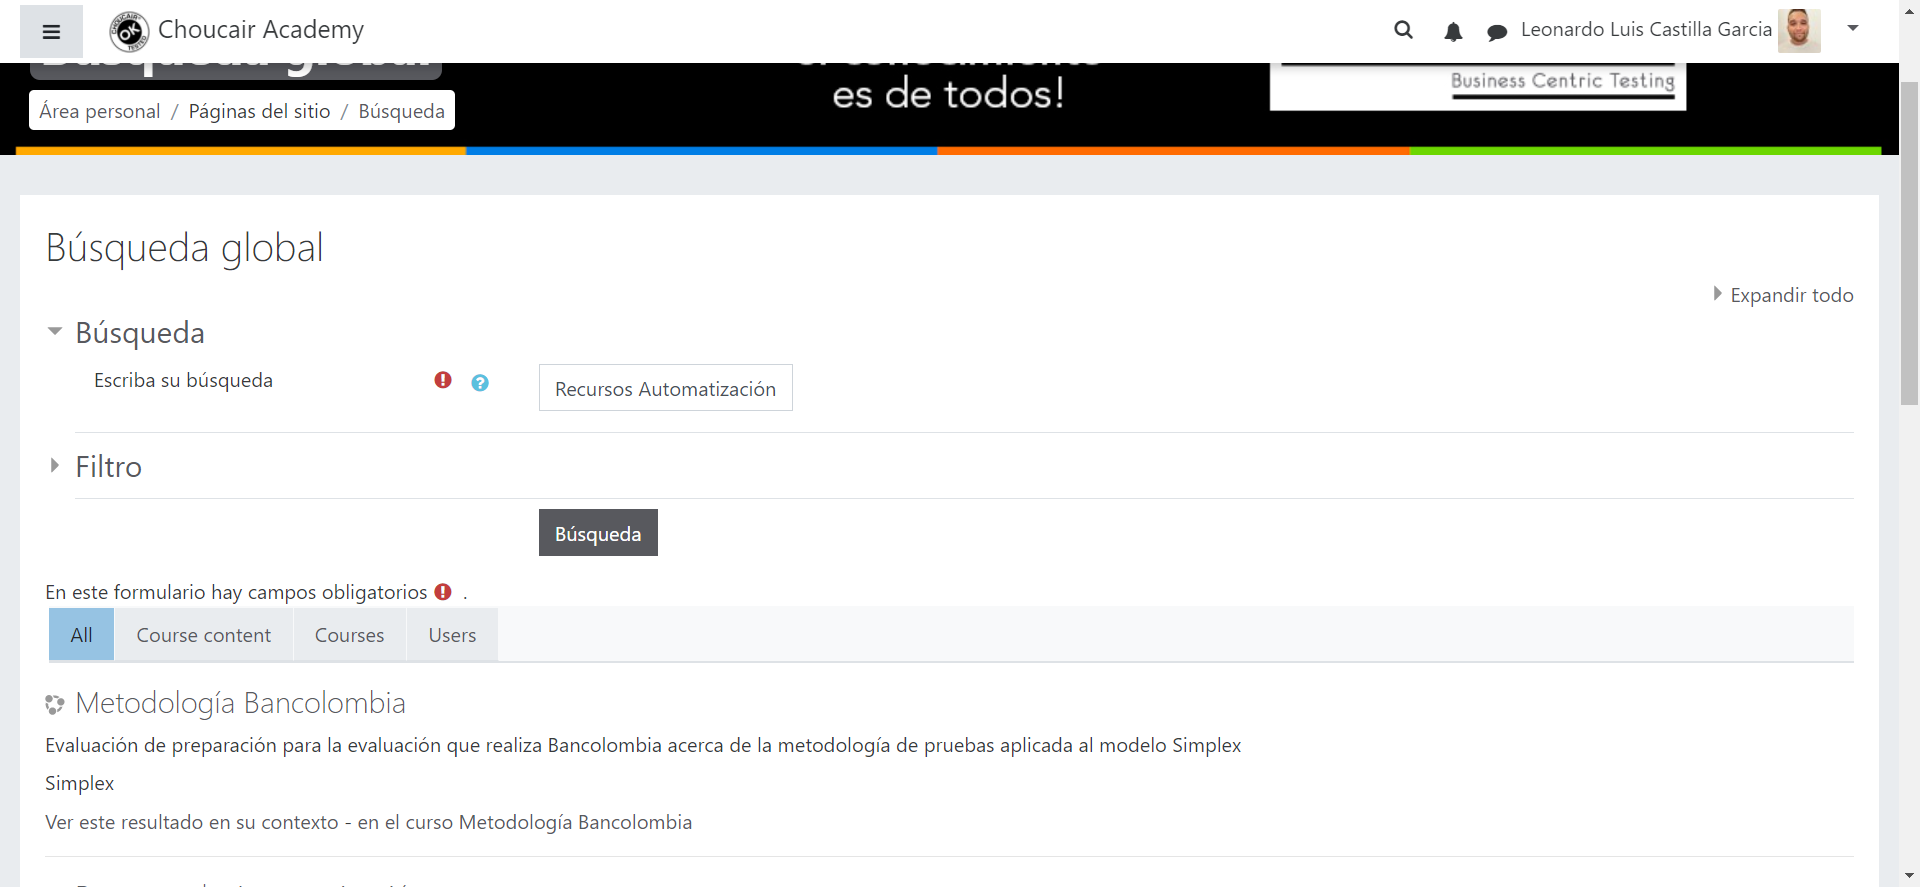 Choucair Academy
Leonardo Luis Castilla Garcia
Búsqueda global
es de todos!
Business Centric Testing
Área personal / Páginas del sitio / Búsqueda
Búsqueda global
Expandir todo
Búsqueda
Escriba su búsqueda
Recursos Automatización
Filtro
Búsqueda
En este formulario hay campos obligatorios .
All
Course content
Courses
Users
Metodología Bancolombia
Evaluación de preparación para la evaluación que realiza Bancolombia acerca de la metodología de pruebas aplicada al modelo Simplex
Simplex
Ver este resultado en su contexto - en el curso Metodología Bancolombia